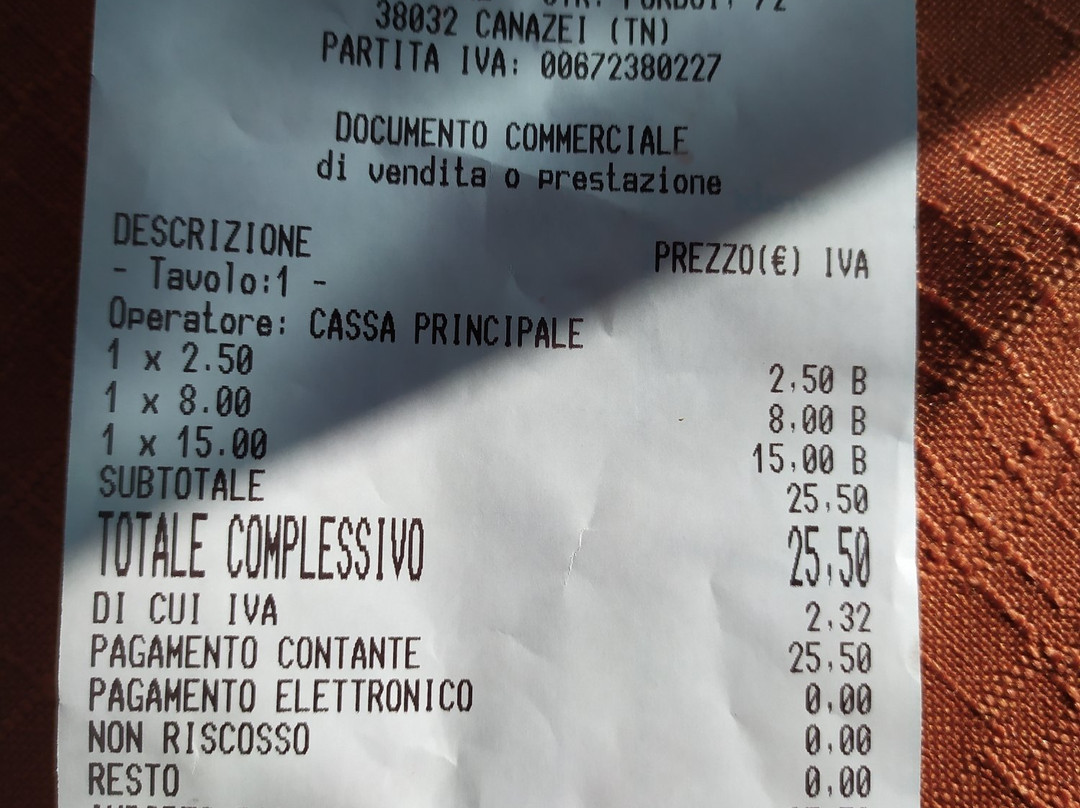 38032 CANAZEI (TN)
PARTITA IVA: 00672380227
DOCUMENTO COMMERCIALE
di vendita o prestazione
DESCRIZIONE PREZZO(€) IVA
- Tavolo:1 -
Operatore: CASSA PRINCIPALE
1 x 2.50 2,50 B
1 x 8.00 8,00 B
1 x 15.00 15,00 B
SUBTOTALE 25,50
TOTALE COMPLESSIVO 25,50
DI CUI IVA 2,32
PAGAMENTO CONTANTE 25,50
PAGAMENTO ELETTRONICO 0,00
NON RISCOSSO 0,00
RESTO 0,00